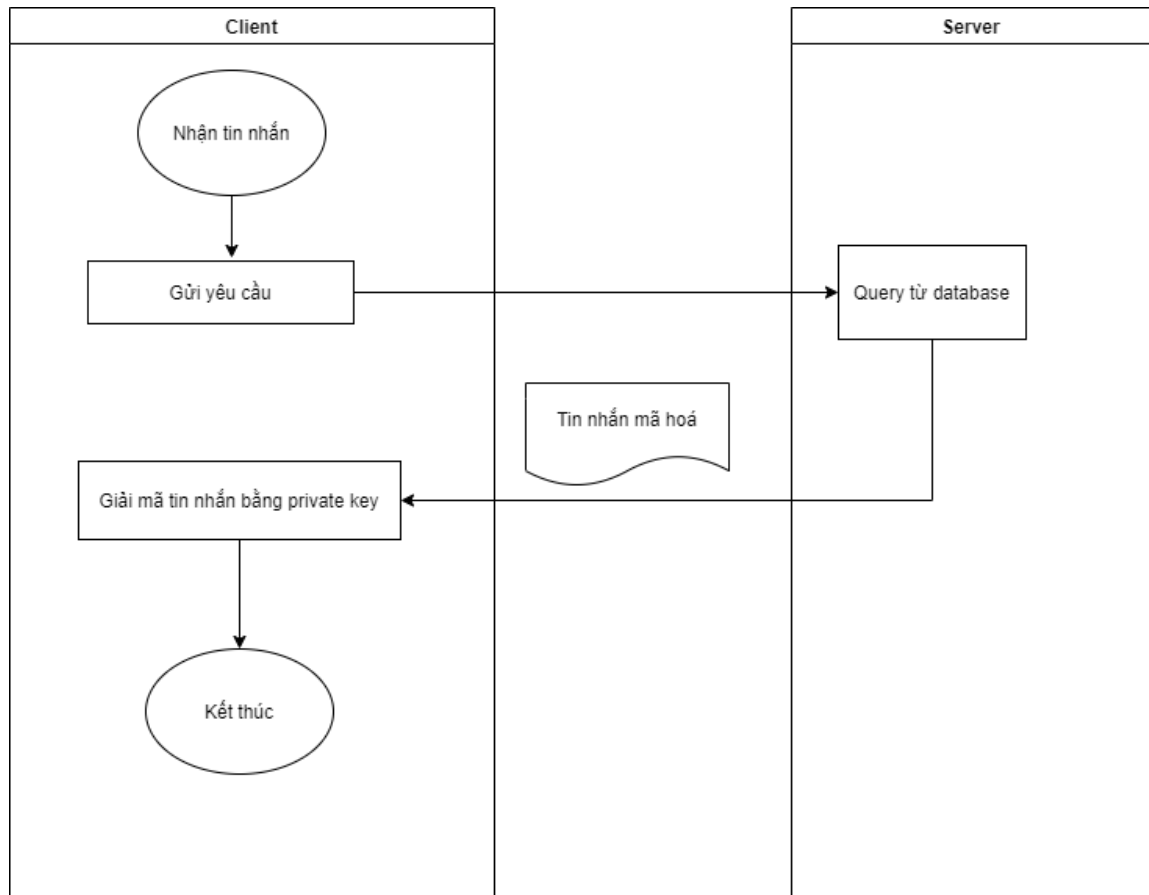 Client
Server
Nhận tin nhắn
Gửi yêu cầu
Query từ database
Tin nhắn mã hoá
Giải mã tin nhắn bằng private key
Kết thúc